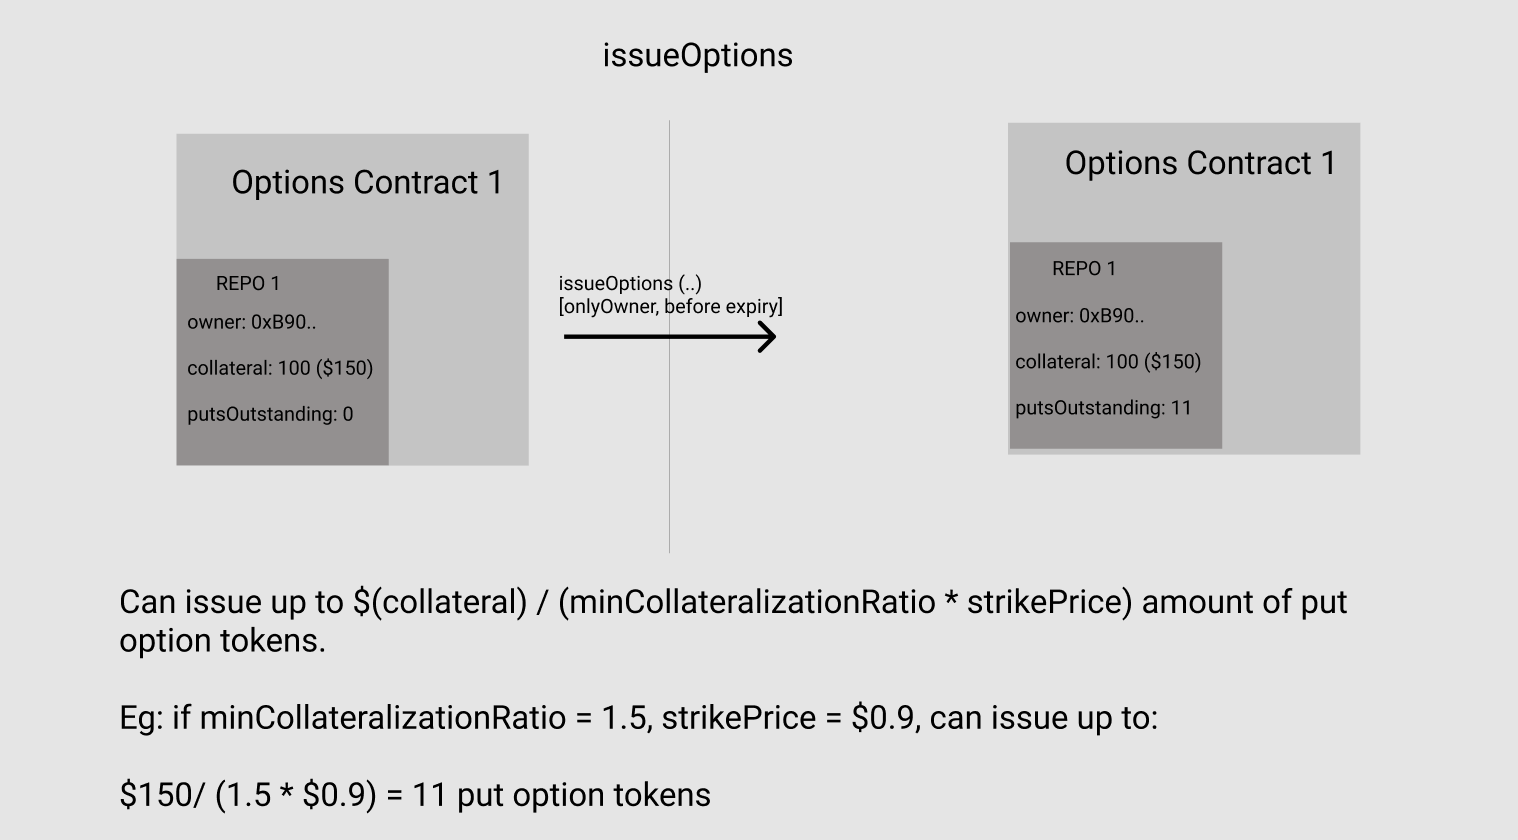 issueOptions
Options Contract 1
REPO 1
owner: 0xB90..
collateral: 100 ($150)
putsOutstanding: 0
issueOptions (..)
[onlyOwner, before expiry]
Options Contract 1
REPO 1
owner: 0xB90..
collateral: 100 ($150)
putsOutstanding: 11
Can issue up to $(collateral) / (minCollateralizationRatio * strikePrice) amount of put
option tokens.
Eg: if minCollateralizationRatio = 1.5, strikePrice = $0.9, can issue up to:
$150/ (1.5 * $0.9) = 11 put option tokens